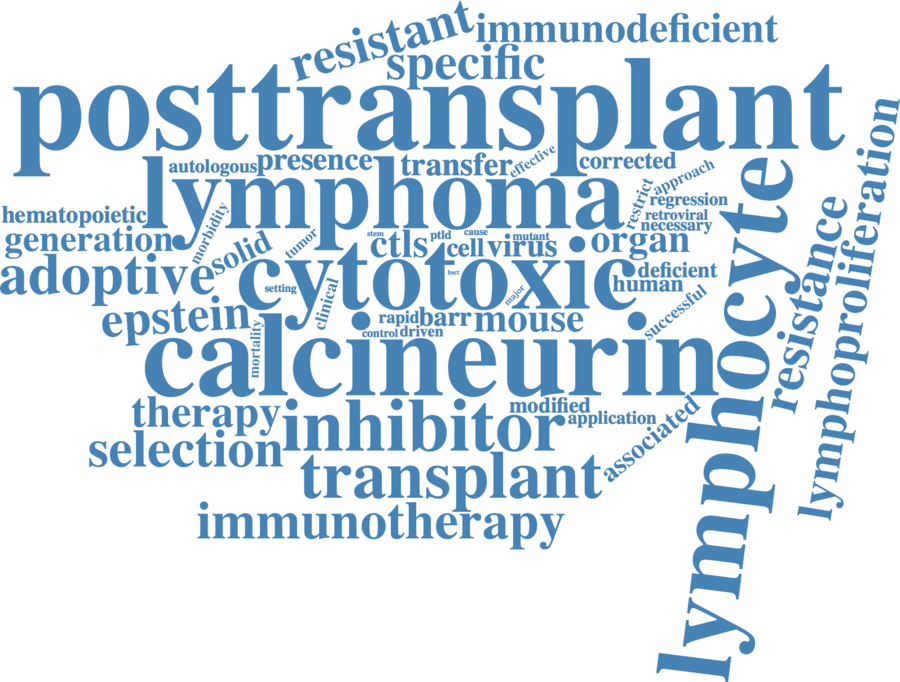 resistant
immunodeficient
specific
posttransplant
autologous
presence
transfer
effective
corrected
lymphoma
restrict
approach
regression
retroviral
necessary
hematopoietic
generation
morbidity
solid
tumor
stem
ctls
ptld
cause
cell
mutant
virus
organ
adoptive
cytotoxic
hsct
setting
clinical
major
deficient
human
successful
epstein
mortality
rapid
barr
mouse
control
driven
calcineurin
lymphocyte
resistance
lymphoproliferation
therapy
inhibitor
modified
application
associated
selection
transplant
immunotherapy